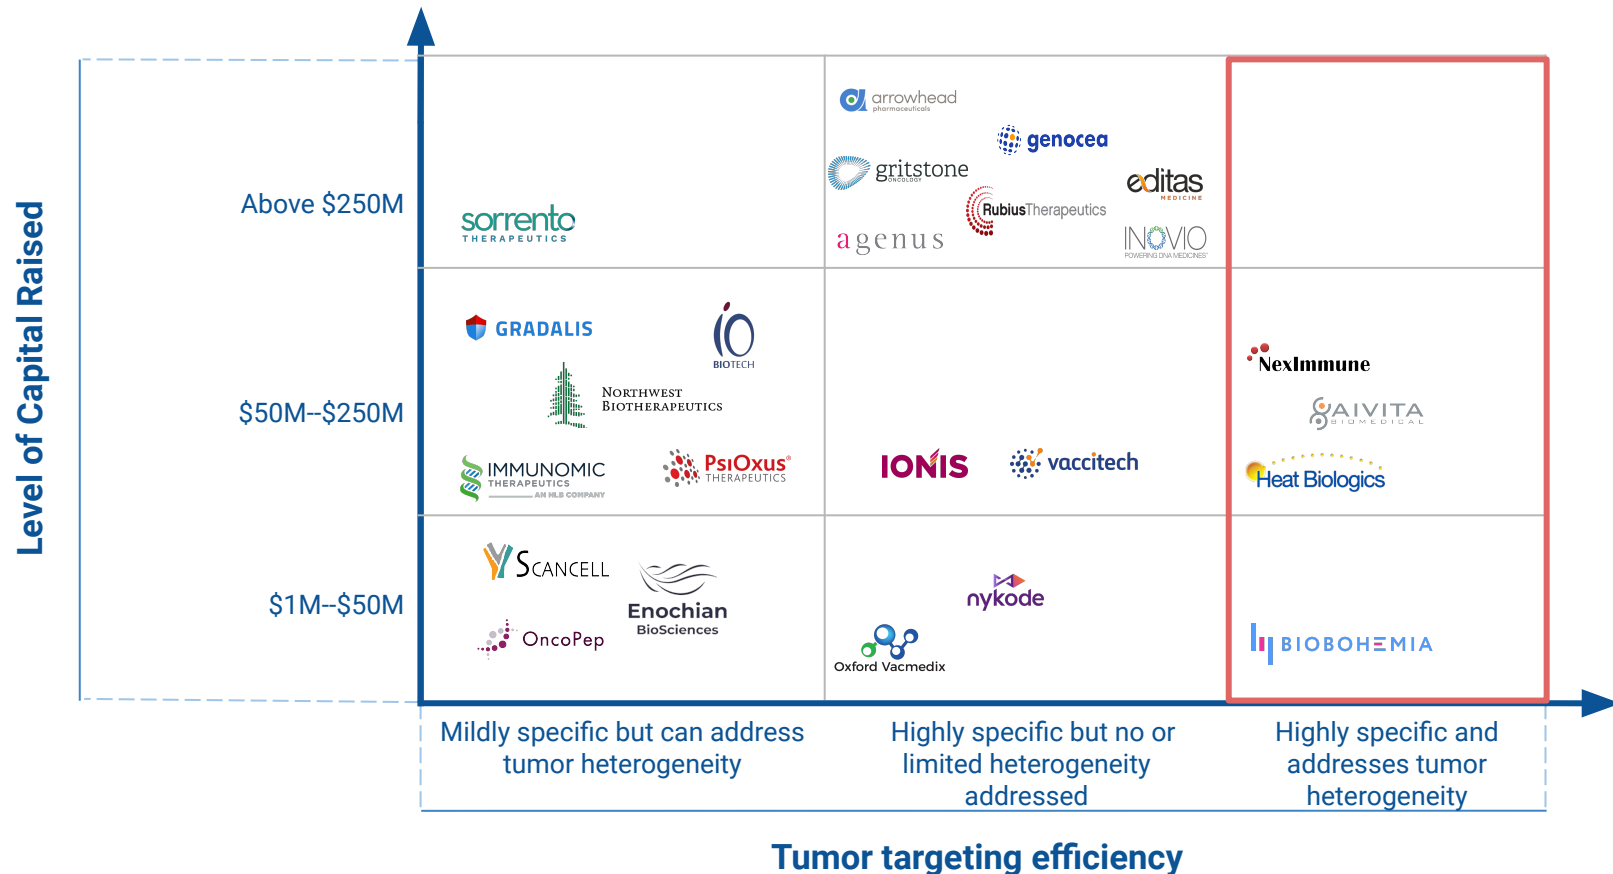 Level of Capital Raised
Above $250M
$50M--$250M
$1M--$50M
sorrento
THERAPEUTICS
arrowhead
pharmaceuticals
genocea
gritstone
ONCOLOGY
editas
MEDICINE
RubiusTherapeutics
agenus
INOVIO
POWERING DNA MEDICINES
GRADALIS
iO
BIOTECH
NORTHWEST
BIOTHERAPEUTICS
IMMUNOMIC
THERAPEUTICS
AN HLB COMPANY
PSIOXUS®
THERAPEUTICS
IONIS
vaccitech
NexImmune
AIVITA
BIOMEDICAL
Heat Biologics
SCANCELL
Enochian
BioSciences
ONCOPEP
nykode
Oxford Vacmedix
BIOBOHEMIA
Mildly specific but can address
tumor heterogeneity
Highly specific but no or
limited heterogeneity
addressed
Highly specific and
addresses tumor
heterogeneity
Tumor targeting efficiency